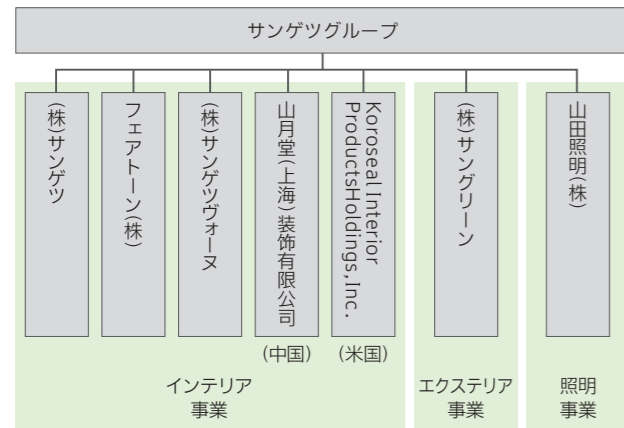 サンゲツグループ
(株)サンゲツ
フェアトーン(株)
(株)サンゲツヴォーヌ
山月堂(上海)装饰有限公司
(中国)
Koroseal Interior
ProductsHoldings,Inc.
(米国)
インテリア
事業
(株)サングリーン
エクステリア
事業
山田照明(株)
照明
事業